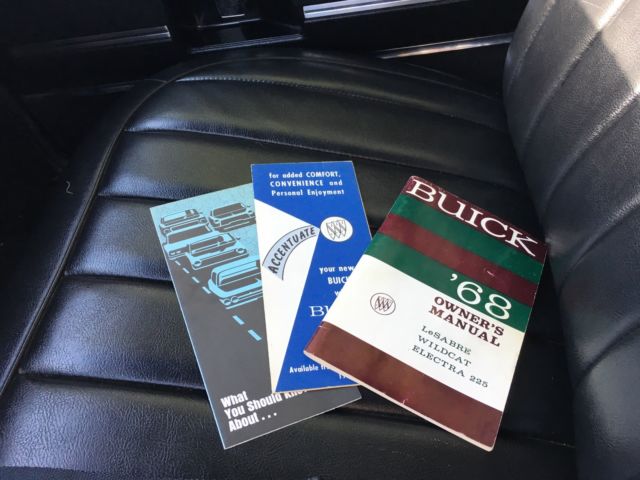 What
You Should Know
About...
for added COMFORT,
CONVENIENCE and
Personal Enjoyment
ACCENTUATE
your new
BUICK
Available
BUICK
'68
OWNER'S
MANUAL
LeSABRE
WILDCAT
ELECTRA 225